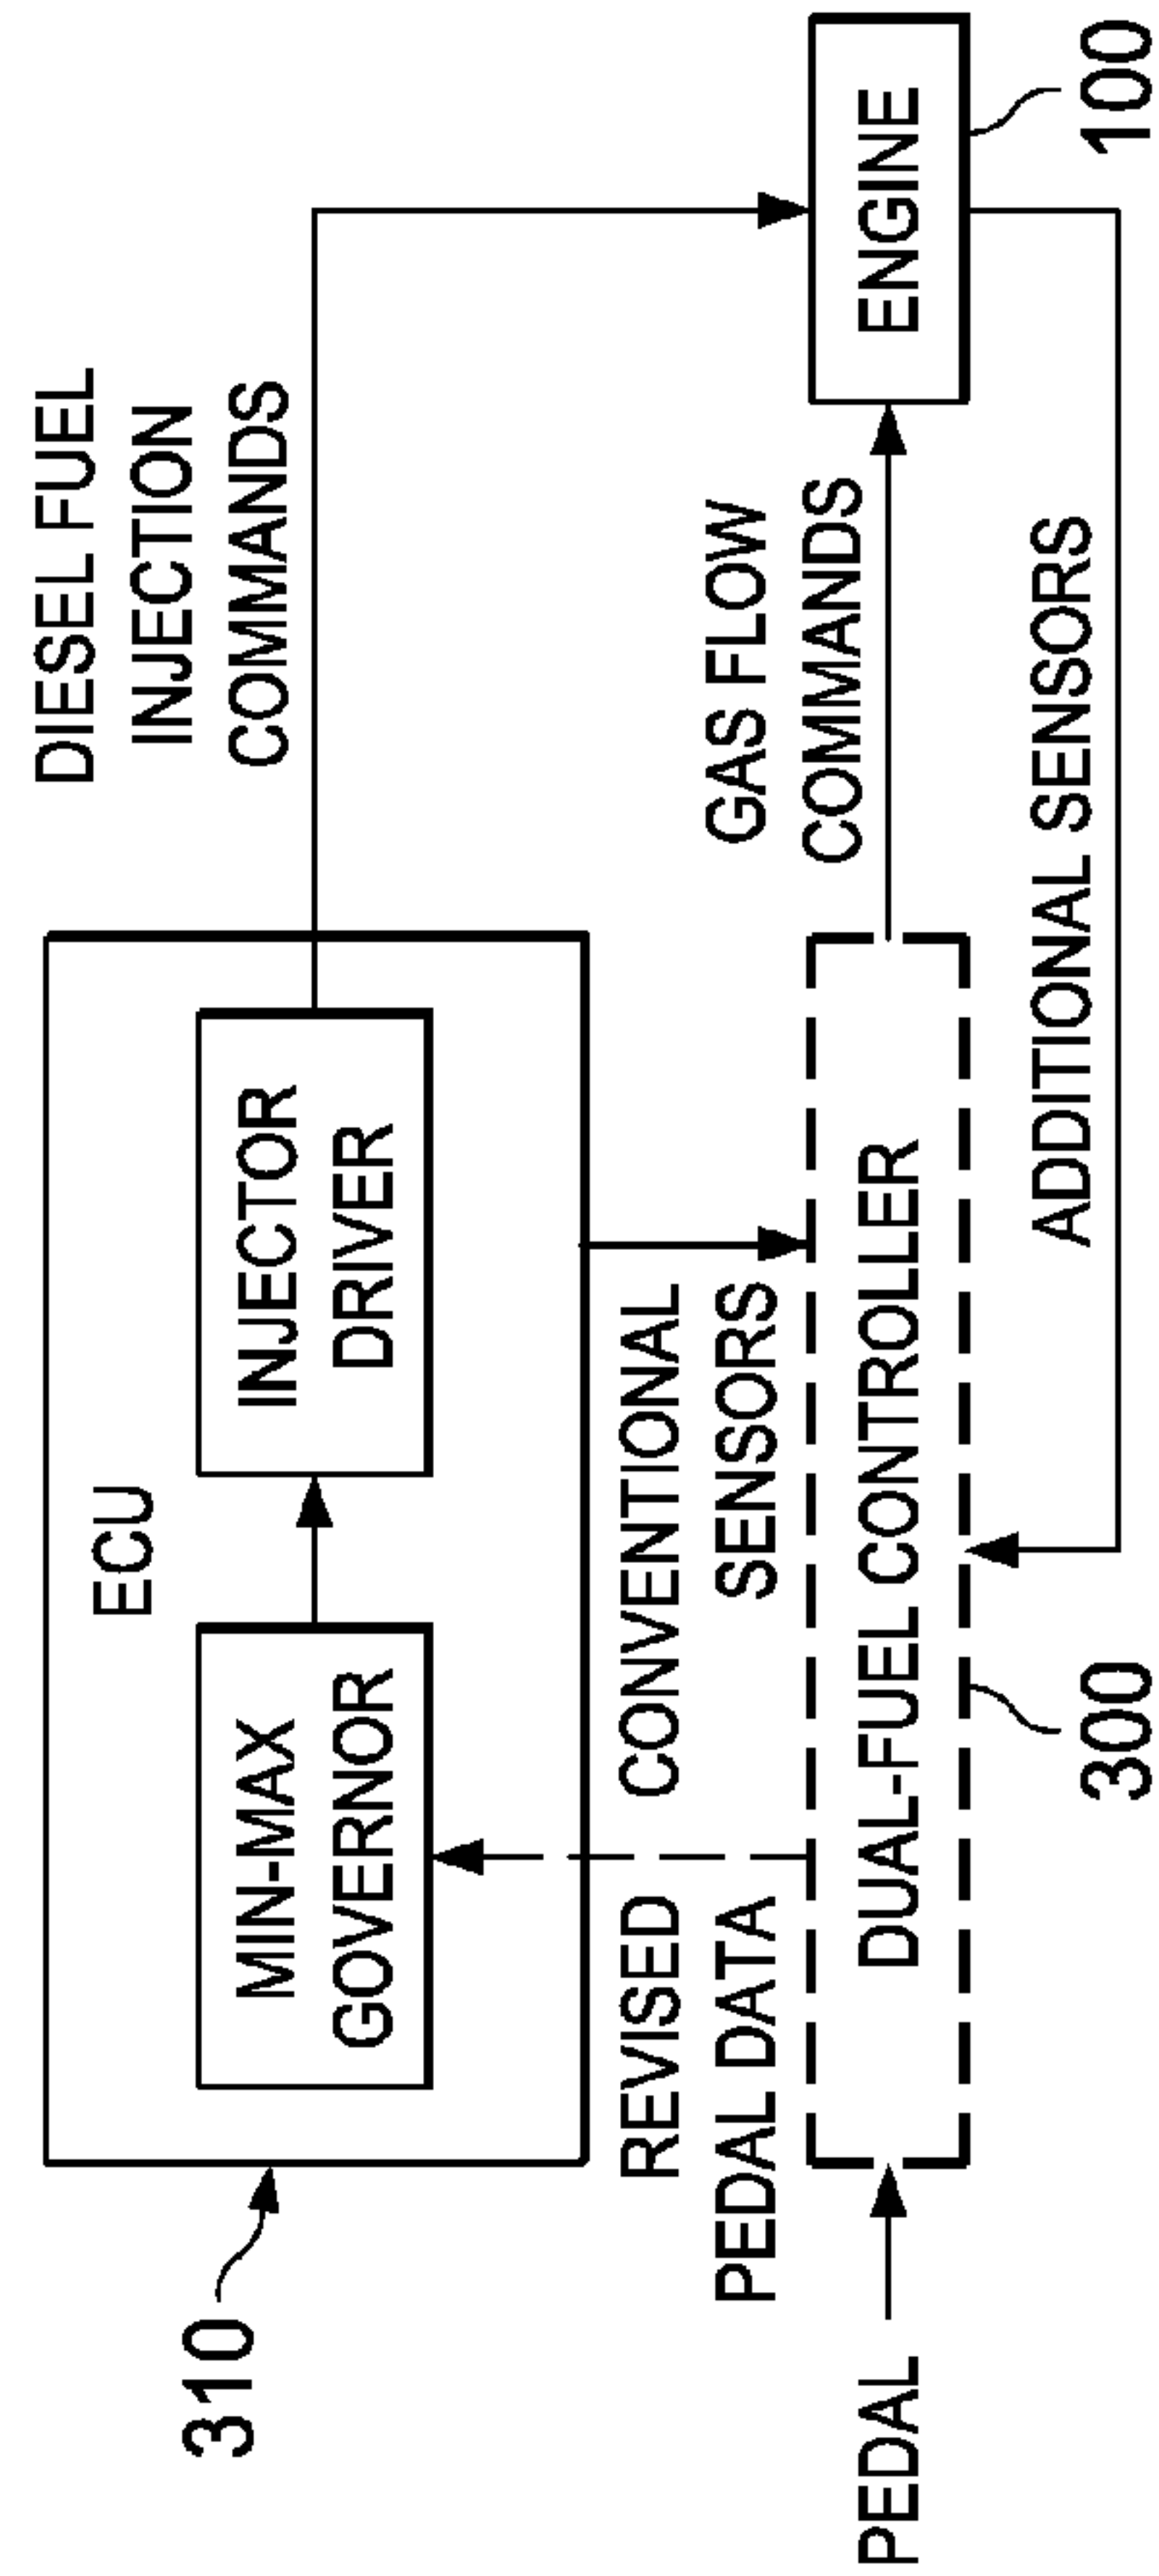 310
ECU
MIN-MAX
GOVERNOR
INJECTOR
DRIVER
DIESEL FUEL
INJECTION
COMMANDS
REVISED
PEDAL DATA
CONVENTIONAL
SENSORS
GAS FLOW
COMMANDS
PEDAL
DUAL-FUEL CONTROLLER
ENGINE
300
ADDITIONAL SENSORS
100